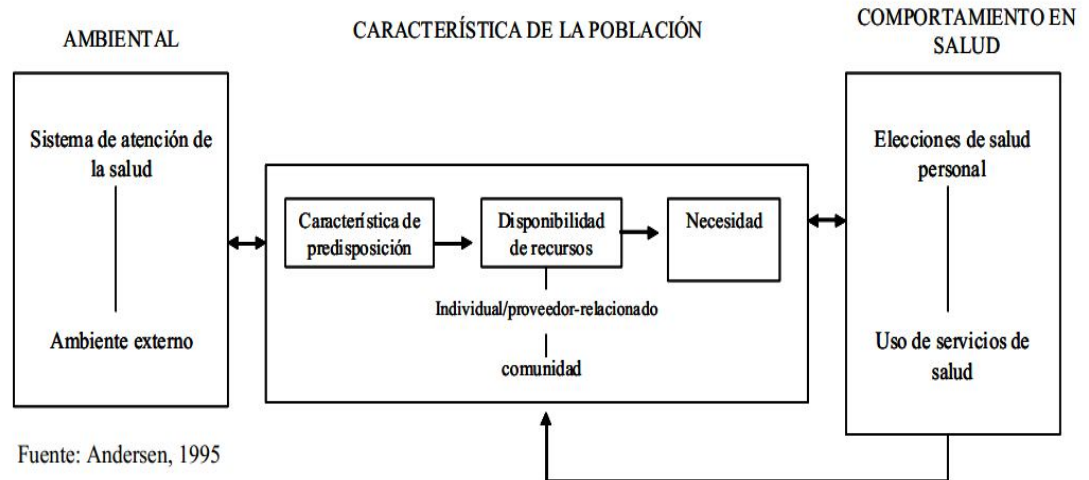 AMBIENTAL
CARACTERÍSTICA DE LA POBLACIÓN
COMPORTAMIENTO EN
SALUD
Sistema de atención de
la salud
Ambiente externo
Característica de
predisposición
Disponibilidad
de recursos
Necesidad
Individual/proveedor-relacionado
comunidad
Elecciones de salud
personal
Uso de servicios de
salud
Fuente: Andersen, 1995